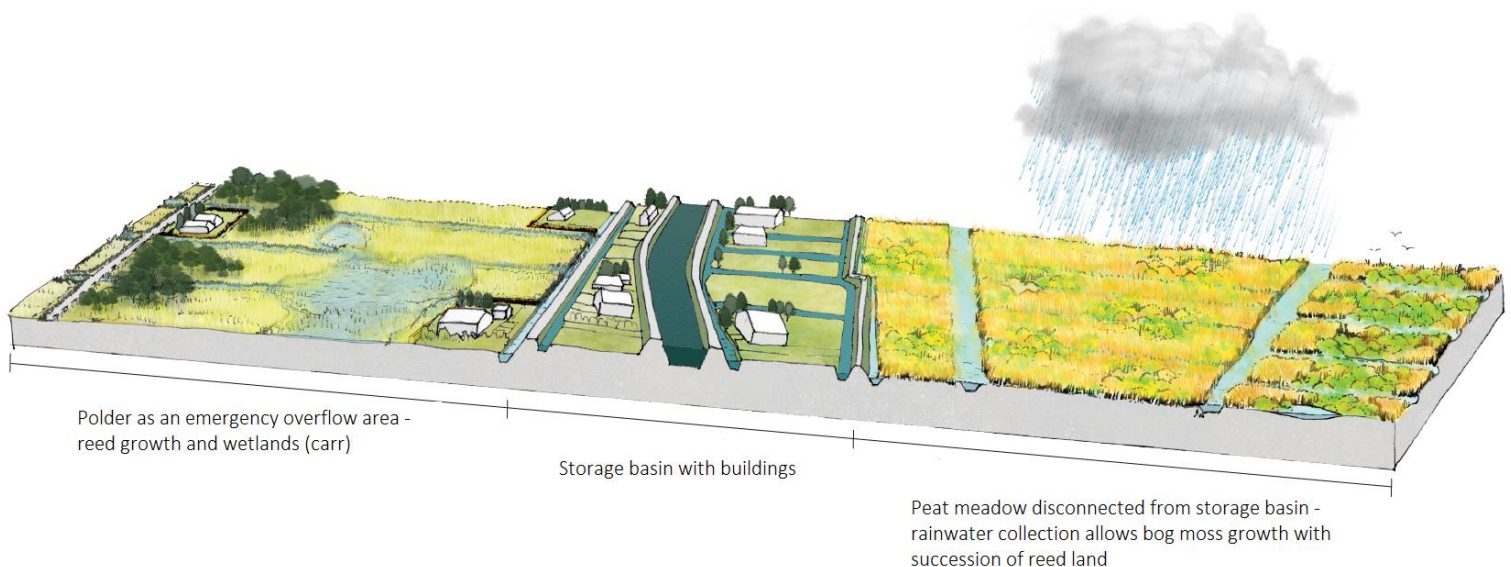 Polder as an emergency overflow area -
reed growth and wetlands (carr)
Storage basin with buildings
Peat meadow disconnected from storage basin -
rainwater collection allows bog moss growth with
succession of reed land